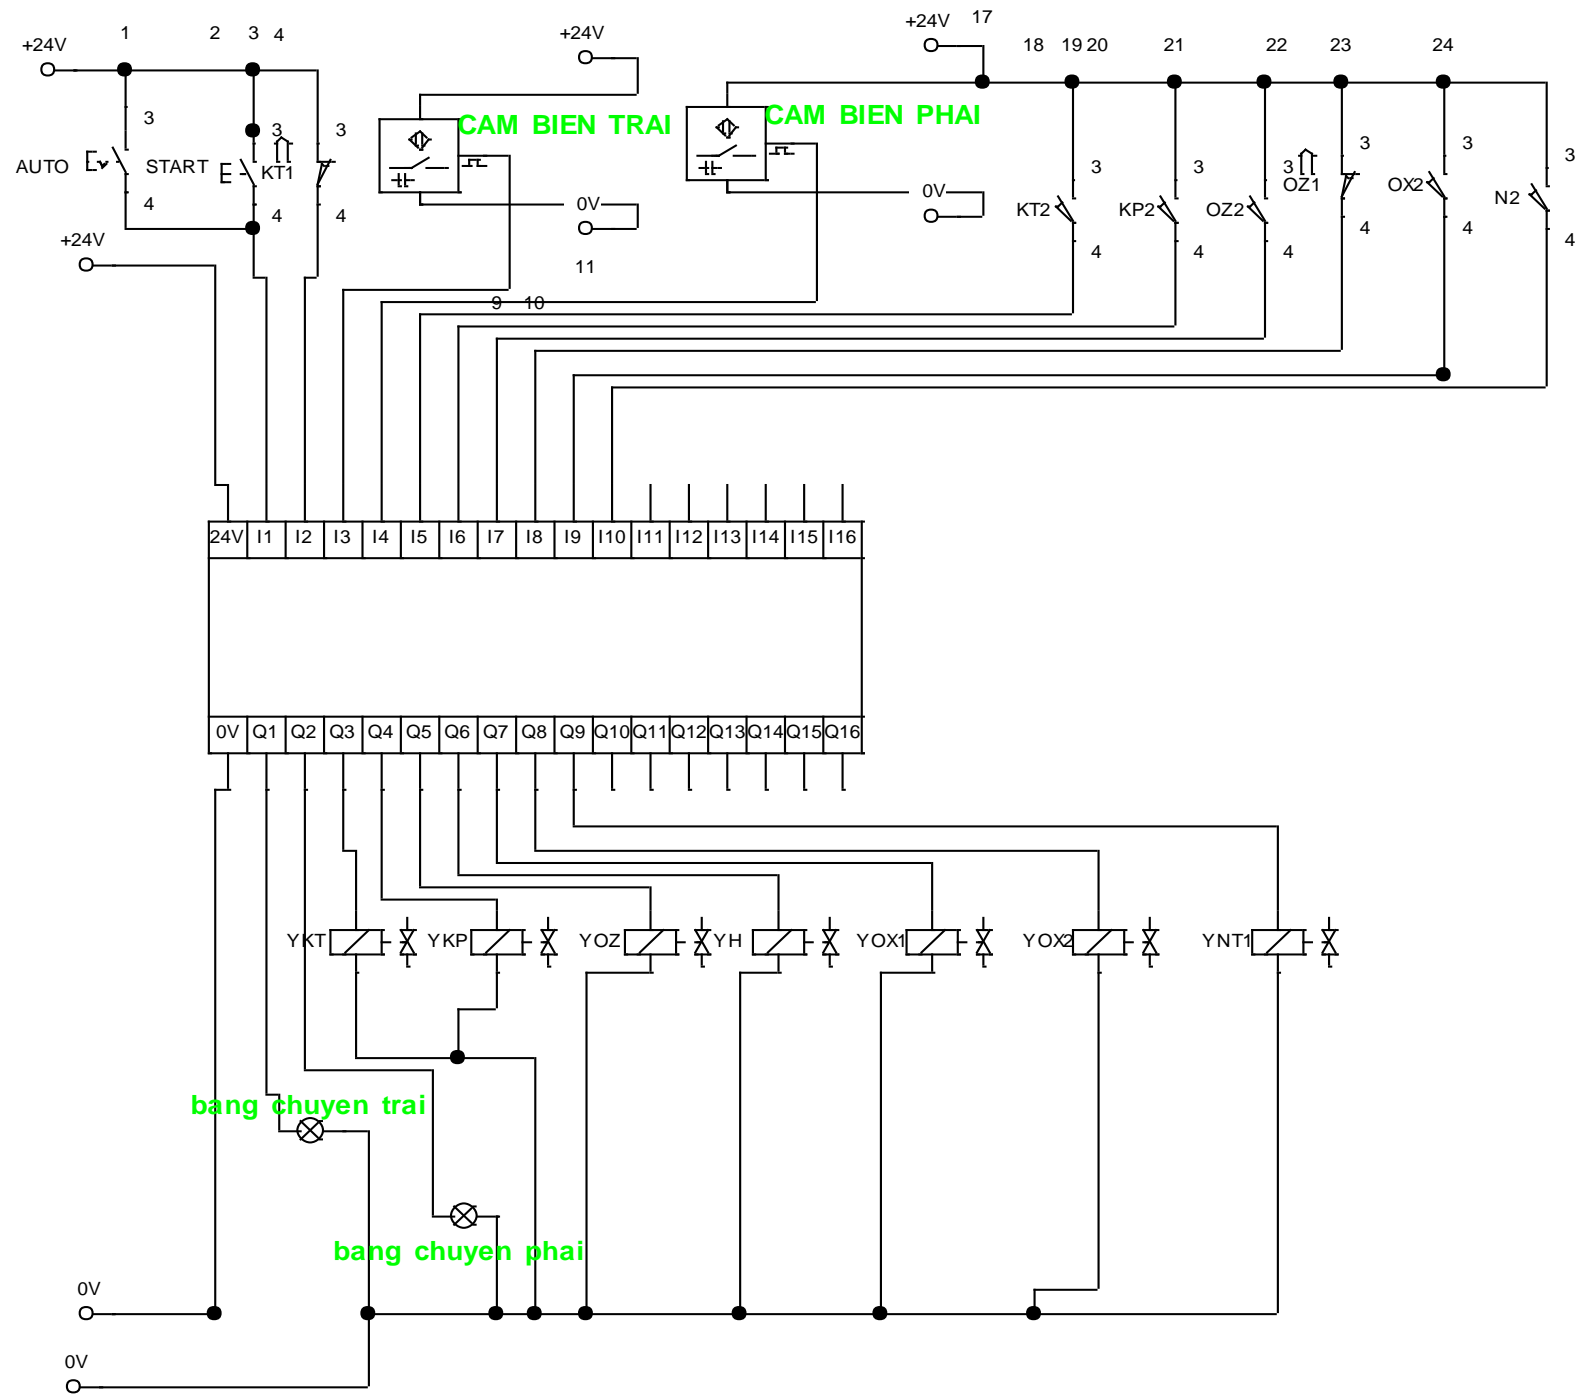 1 2 3 4 +24V 17
+24V +24V 18 19 20 21 22 23 24
CAM BIEN TRAI CAM BIEN PHAI
3 3 3 3 3 3
AUTO START KT1 3 3 3 OZ1 OX2 N2
4 4 4 0V 0V KT2 KP2 OZ2
+24V 4 4 4 4 4 4
11
9 10
24V I1 I2 I3 I4 I5 I6 I7 I8 I9 I10 I11 I12 I13 I14 I15 I16
0V Q1 Q2 Q3 Q4 Q5 Q6 Q7 Q8 Q9 Q10 Q11 Q12 Q13 Q14 Q15 Q16
YKT YKP YOZ YH YOX1 YOX2 YNT1
bang chuyen trai
bang chuyen phai
0V
0V